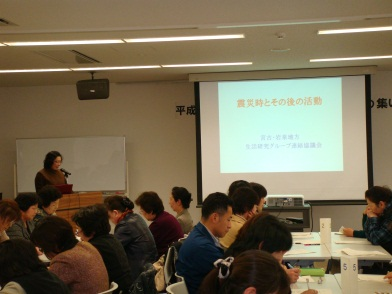 平成
の集い
震災時とその後の活動
生活研究グループ連絡協議会